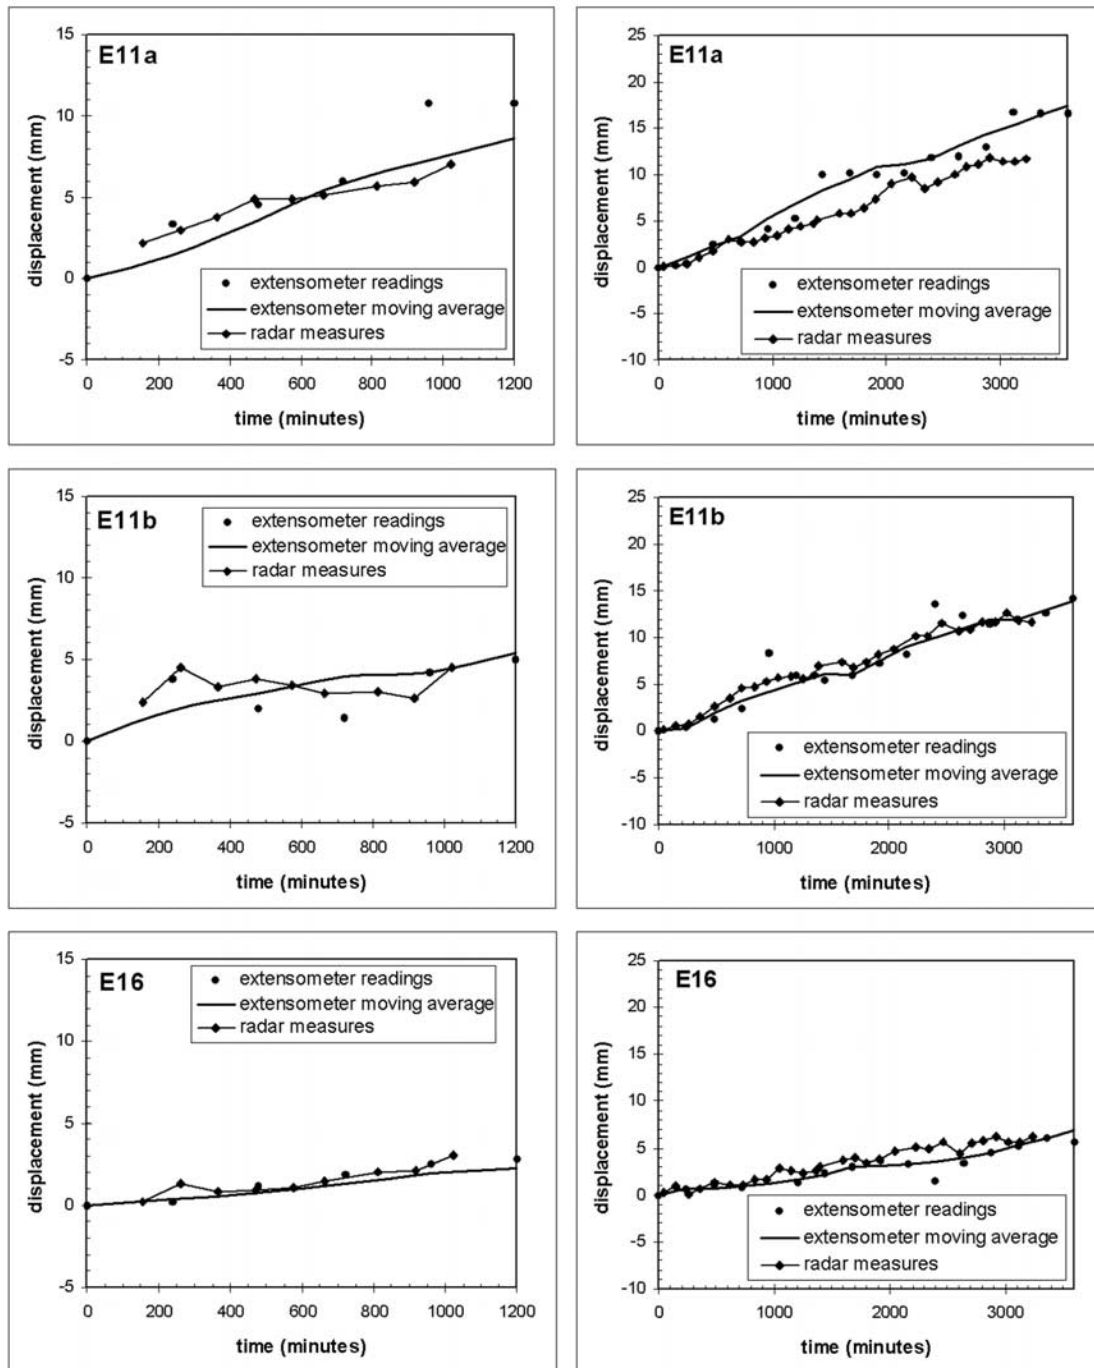 E11a
15
10
5
0
-5
displacement (mm)
extensometer readings
extensometer moving average
radar measures
0 200 400 600 800 1000 1200
time (minutes)
E11a
25
20
15
10
5
0
-5
-10
displacement (mm)
extensometer readings
extensometer moving average
radar measures
0 1000 2000 3000
time (minutes)
E11b
15
10
5
0
-5
displacement (mm)
extensometer readings
extensometer moving average
radar measures
0 200 400 600 800 1000 1200
time (minutes)
E11b
25
20
15
10
5
0
-5
-10
displacement (mm)
extensometer readings
extensometer moving average
radar measures
0 1000 2000 3000
time (minutes)
E16
15
10
5
0
-5
displacement (mm)
extensometer readings
extensometer moving average
radar measures
0 200 400 600 800 1000 1200
time (minutes)
E16
25
20
15
10
5
0
-5
-10
displacement (mm)
extensometer readings
extensometer moving average
radar measures
0 1000 2000 3000
time (minutes)